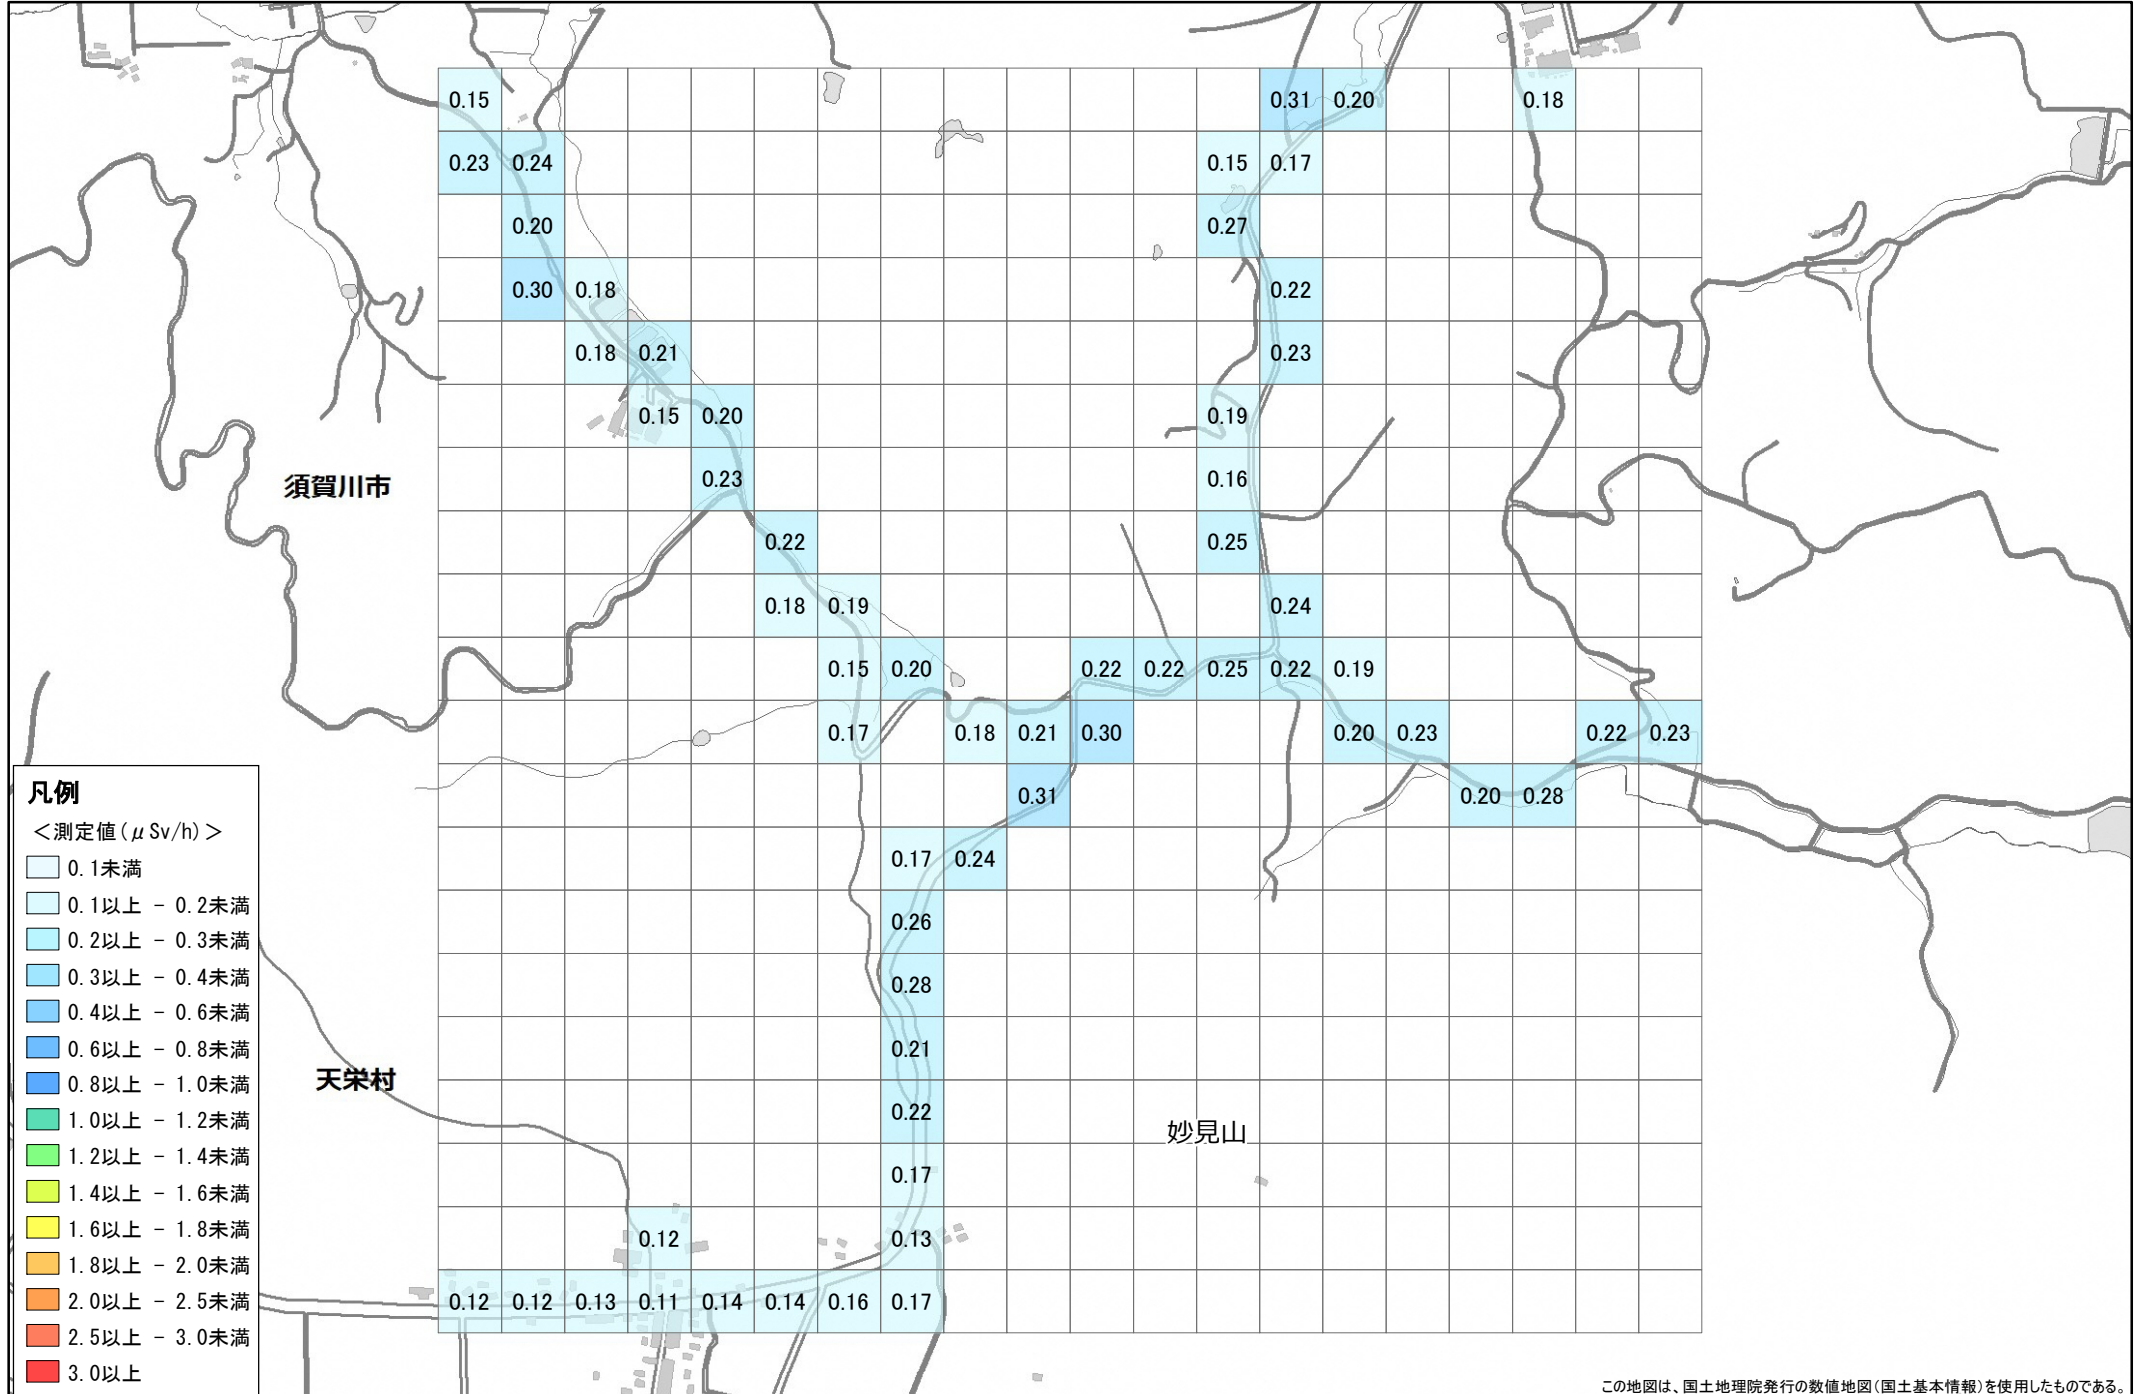 0.15 0.31 0.20 0.18
0.23 0.24 0.15 0.17
0.20 0.27
0.30 0.18 0.22
0.18 0.21 0.23
0.15 0.20 0.19
0.23 0.16
須賀川市
0.22 0.25
0.18 0.19 0.24
0.15 0.20 0.22 0.22 0.25 0.22 0.19
0.17 0.18 0.21 0.30 0.20 0.23 0.22 0.23
0.31 0.20 0.28
0.17 0.24
0.26
0.28
0.21
天栄村
0.22
妙見山
0.17
0.12 0.13
0.12 0.12 0.13 0.11 0.14 0.14 0.16 0.17
凡例
＜測定値(μSv/h)＞
0.1未満
0.1以上 - 0.2未満
0.2以上 - 0.3未満
0.3以上 - 0.4未満
0.4以上 - 0.6未満
0.6以上 - 0.8未満
0.8以上 - 1.0未満
1.0以上 - 1.2未満
1.2以上 - 1.4未満
1.4以上 - 1.6未満
1.6以上 - 1.8未満
1.8以上 - 2.0未満
2.0以上 - 2.5未満
2.5以上 - 3.0未満
3.0以上
この地図は、国土地理院発行の数値地図(国土基本情報)を使用したものである。